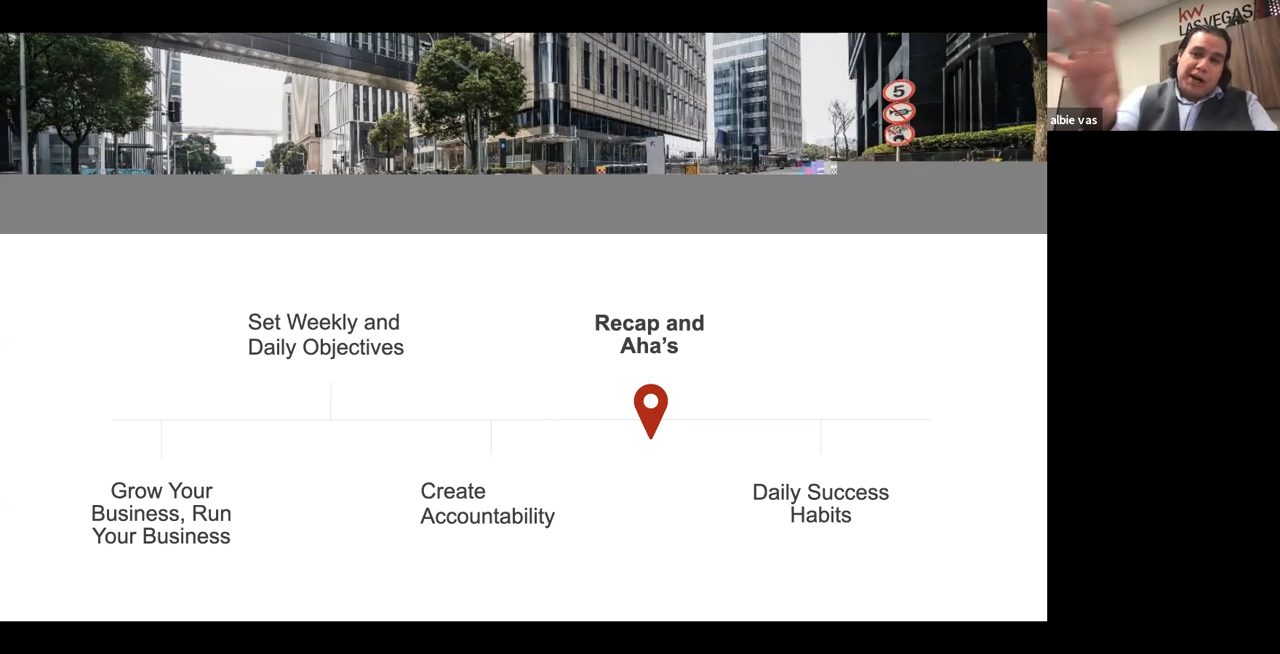 5
kw
LAS VEGAS
albie vas
Set Weekly and
Daily Objectives
Recap and
Aha's
Grow Your
Business, Run
Your Business
Create
Accountability
Daily Success
Habits